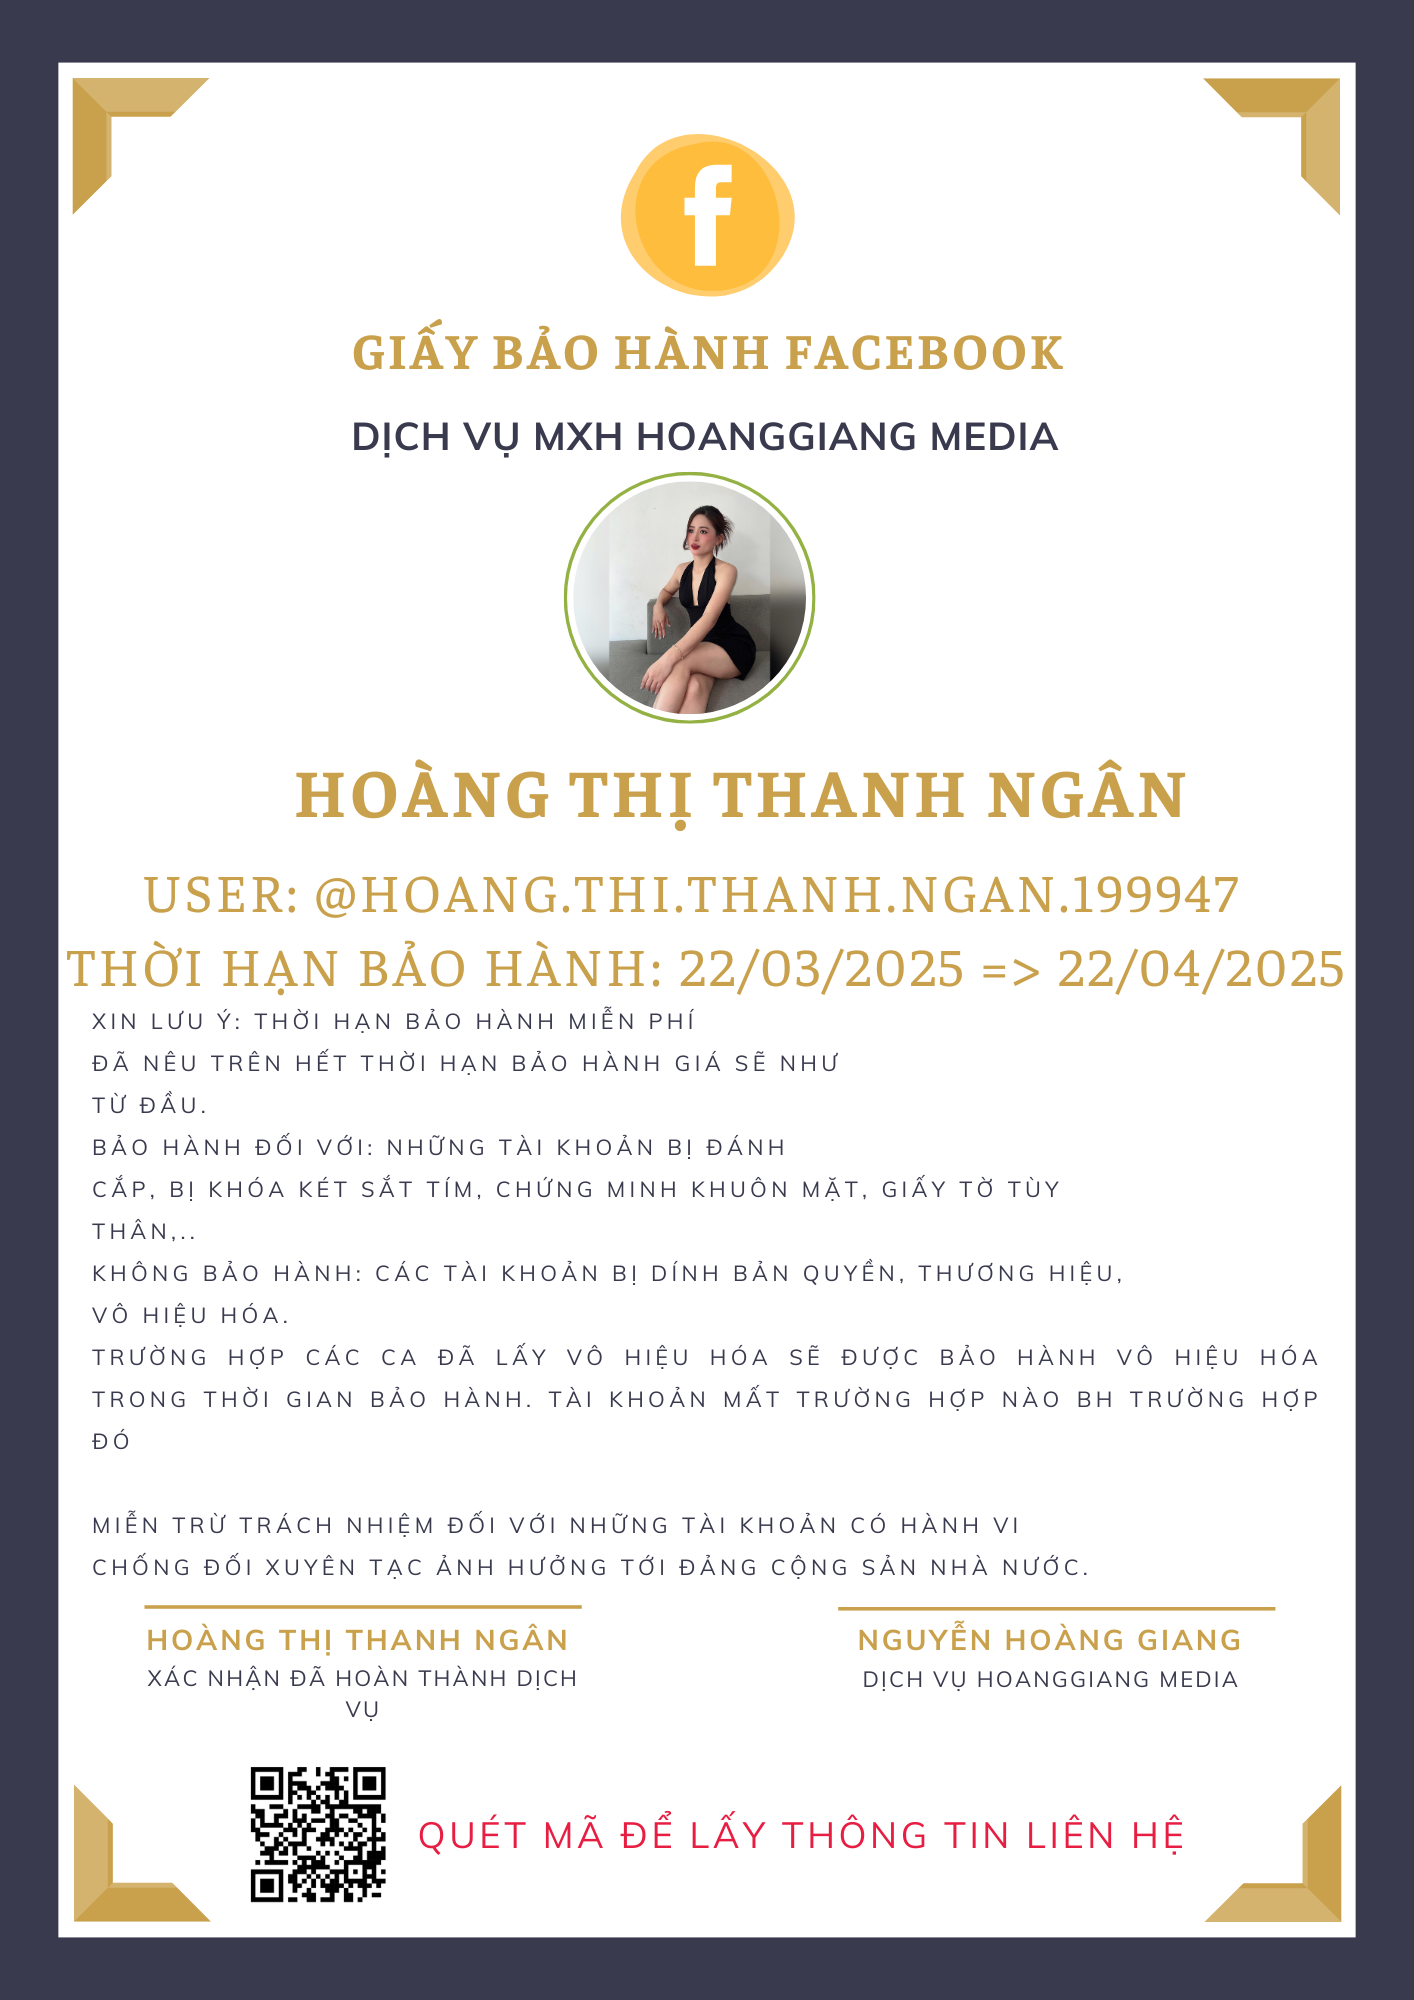 f
GIẤY BẢO HÀNH FACEBOOK
DỊCH VỤ MXH HOANGGIANG MEDIA
HOÀNG THỊ THANH NGÂN
USER: @HOANG.THI.THANH.NGAN.199947
THỜI HẠN BẢO HÀNH: 22/03/2025 => 22/04/2025
XIN LƯU Ý: THỜI HẠN BẢO HÀNH MIỄN PHÍ
ĐÃ NÊU TRÊN HẾT THỜI HẠN BẢO HÀNH GIÁ SẼ NHƯ
TỪ ĐẦU.
BẢO HÀNH ĐỐI VỚI: NHỮNG TÀI KHOẢN BỊ ĐÁNH
CẮP, BỊ KHÓA KÉT SẮT TÍM, CHỨNG MINH KHUÔN MẶT, GIẤY TỜ TÙY
THÂN,..
KHÔNG BẢO HÀNH: CÁC TÀI KHOẢN BỊ DÍNH BẢN QUYỀN, THƯƠNG HIỆU,
VÔ HIỆU HÓA.
TRƯỜNG HỢP CÁC CA ĐÃ LẤY VÔ HIỆU HÓA SẼ ĐƯỢC BẢO HÀNH VÔ HIỆU HÓA
TRONG THỜI GIAN BẢO HÀNH. TÀI KHOẢN MẤT TRƯỜNG HỢP NÀO BH TRƯỜNG HỢP
ĐÓ
MIỄN TRỪ TRÁCH NHIỆM ĐỐI VỚI NHỮNG TÀI KHOẢN CÓ HÀNH VI
CHỐNG ĐỐI XUYÊN TẠC ẢNH HƯỞNG TỚI ĐẢNG CỘNG SẢN NHÀ NƯỚC.
HOÀNG THỊ THANH NGÂN
XÁC NHẬN ĐÃ HOÀN THÀNH DỊCH
VỤ
NGUYỄN HOÀNG GIANG
DỊCH VỤ HOANGGIANG MEDIA
QUÉT MÃ ĐỂ LẤY THÔNG TIN LIÊN HỆ